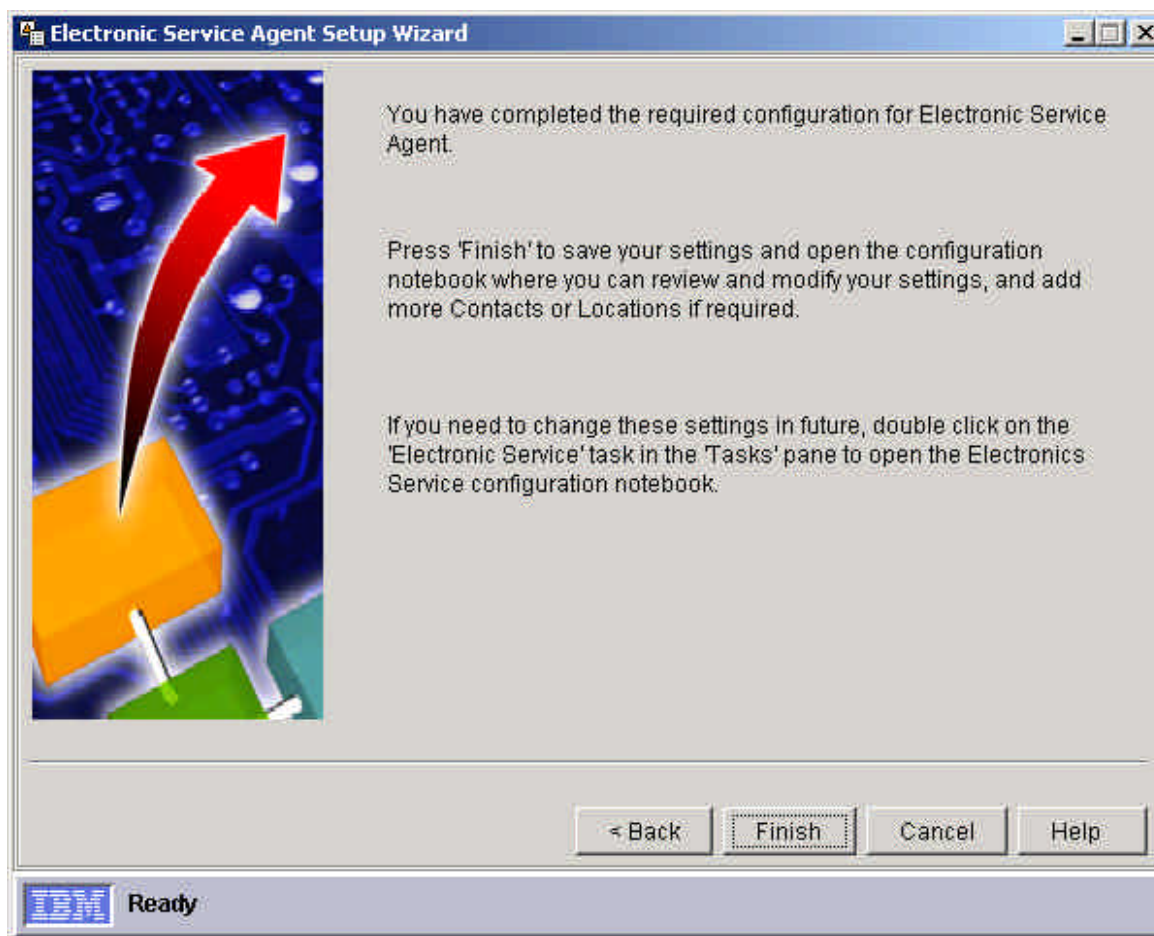 Electronic Service Agent Setup Wizard
You have completed the required configuration for Electronic Service
Agent.
Press 'Finish' to save your settings and open the configuration
notebook where you can review and modify your settings, and add
more Contacts or Locations if required.
If you need to change these settings in future, double click on the
'Electronic Service' task in the 'Tasks' pane to open the Electronics
Service configuration notebook.
< Back
Finish
Cancel
Help
IBM
Ready